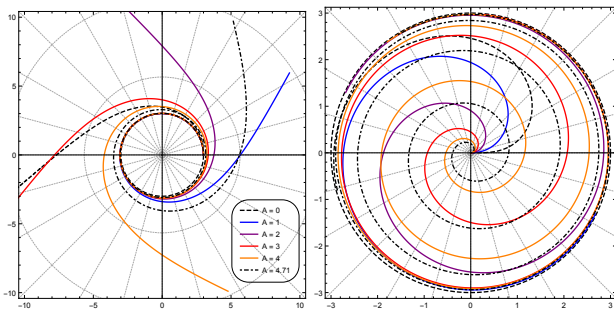 10
5
0
-5
-10
-10 -5 0 5 10
A = 0
A = 1
A = 2
A = 3
A = 4
A = 4.71
3
2
1
0
-1
-2
-3
-3 -2 -1 0 1 2 3